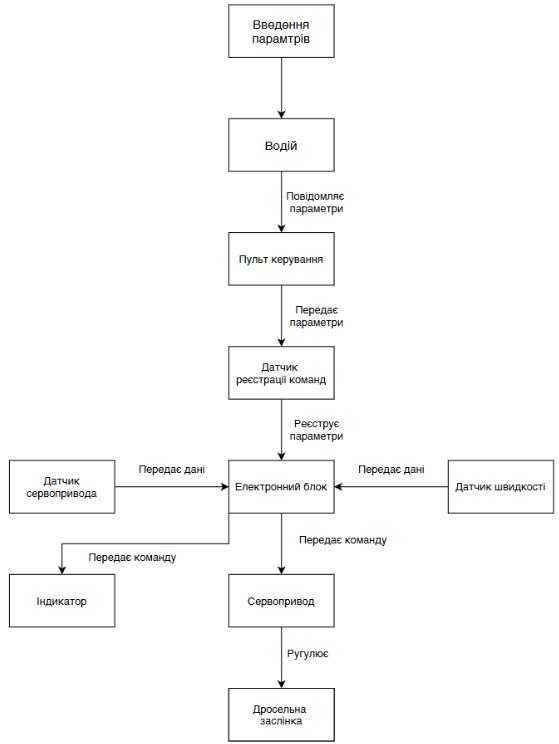 Введення
парамтрів
Водій
Повідомляє
параметри
Пульт керування
Передає
параметри
Датчик
реєстрації команд
Реєструє
параметри
Датчик
сервопривода
Передає дані
Електронний блок
Передає дані
Датчик швидкості
Передає команду
Передає команду
Індикатор
Сервопривод
Ругулює
Дросельна
заслінка